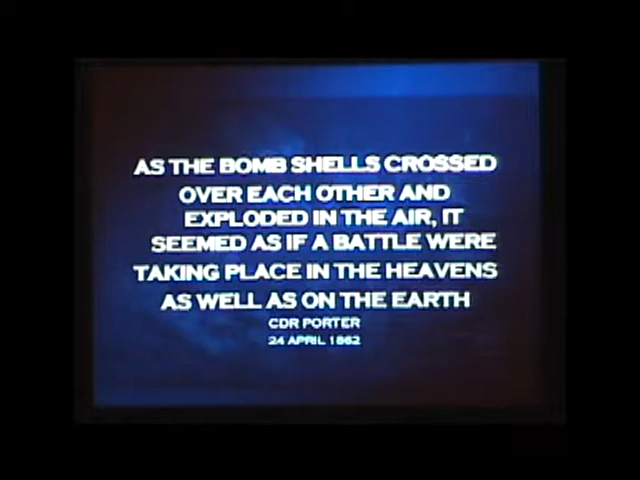 AS THE BOMB SHELLS CROSSED
OVER EACH OTHER AND
EXPLODED IN THE AIR, IT
SEEMED AS IF A BATTLE WERE
TAKING PLACE IN THE HEAVENS
AS WELL AS ON THE EARTH
CDR PORTER
24 APRIL 1862